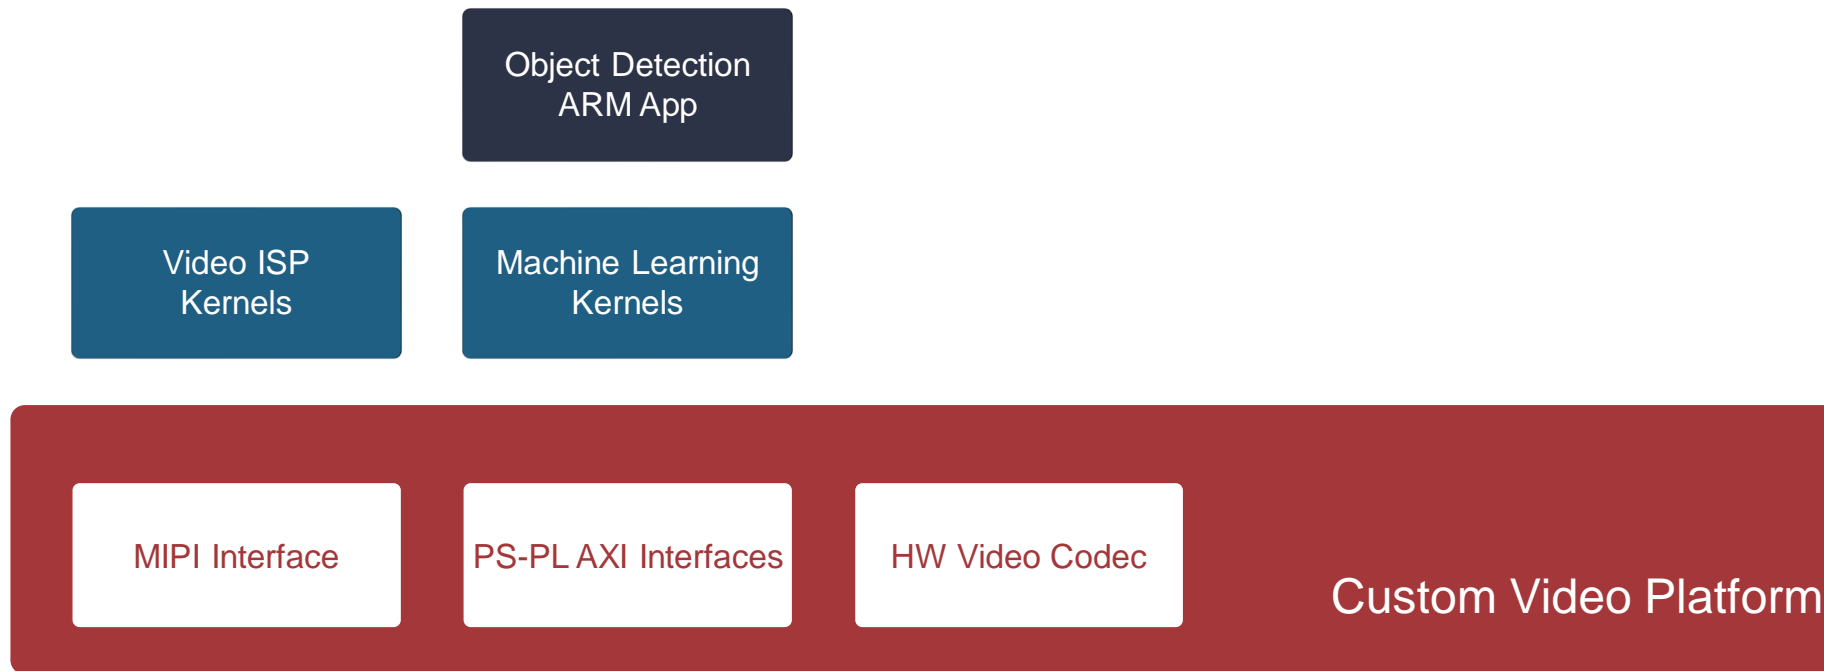 Object Detection
ARM App
Video ISP
Kernels
Machine Learning
Kernels
MIPI Interface
PS-PL AXI Interfaces
HW Video Codec
Custom Video Platform